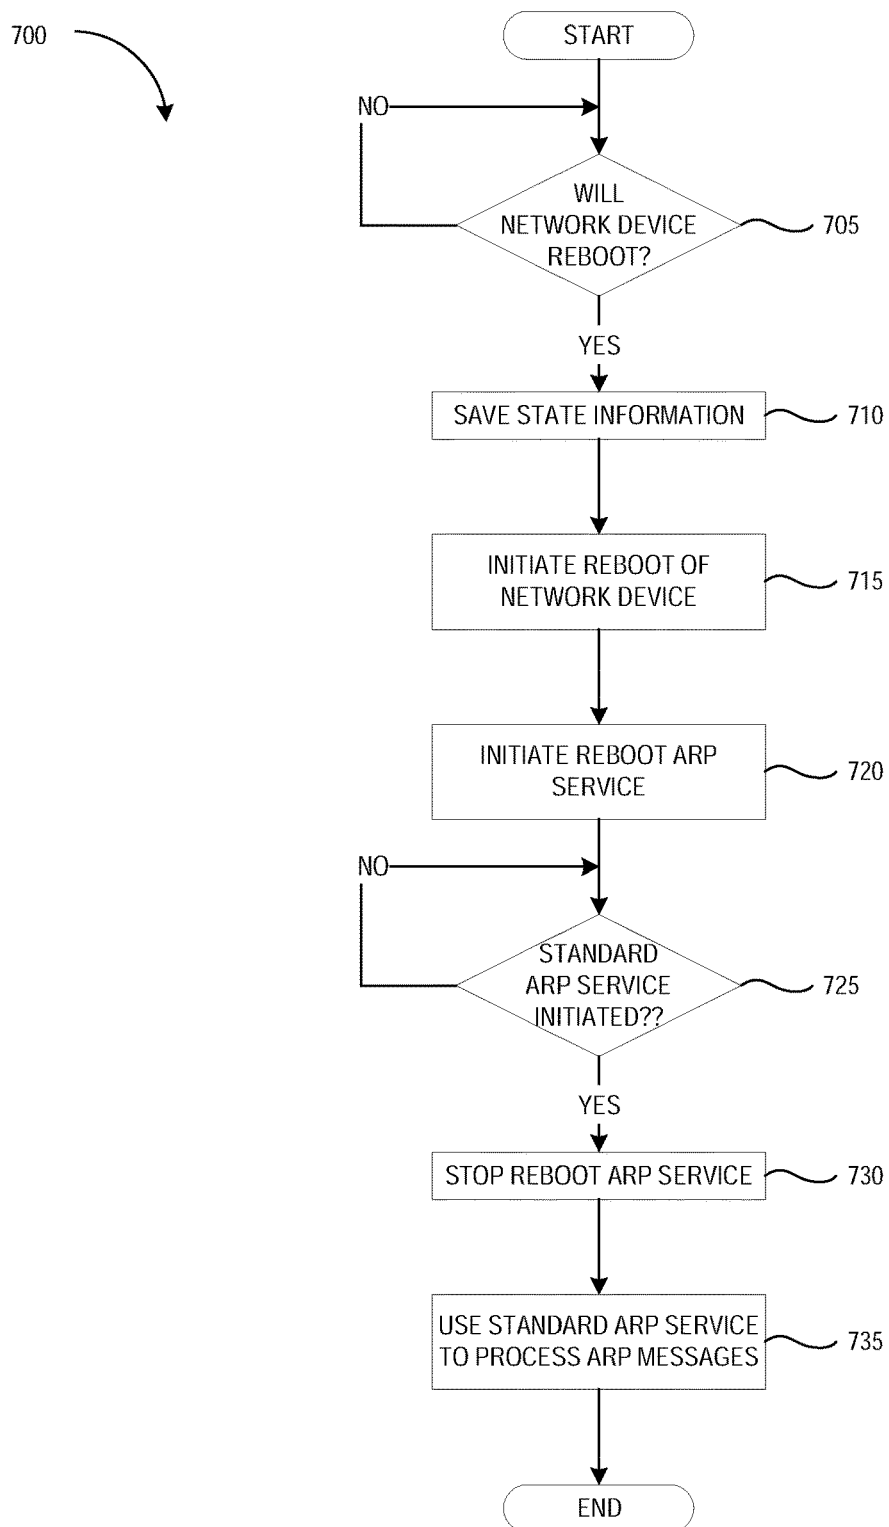 700
START
NO
WILL
NETWORK DEVICE
REBOOT?
705
YES
SAVE STATE INFORMATION
710
INITIATE REBOOT OF
NETWORK DEVICE
715
INITIATE REBOOT ARP
SERVICE
720
NO
STANDARD
ARP SERVICE
INITIATED??
725
YES
STOP REBOOT ARP SERVICE
730
USE STANDARD ARP SERVICE
TO PROCESS ARP MESSAGES
735
END